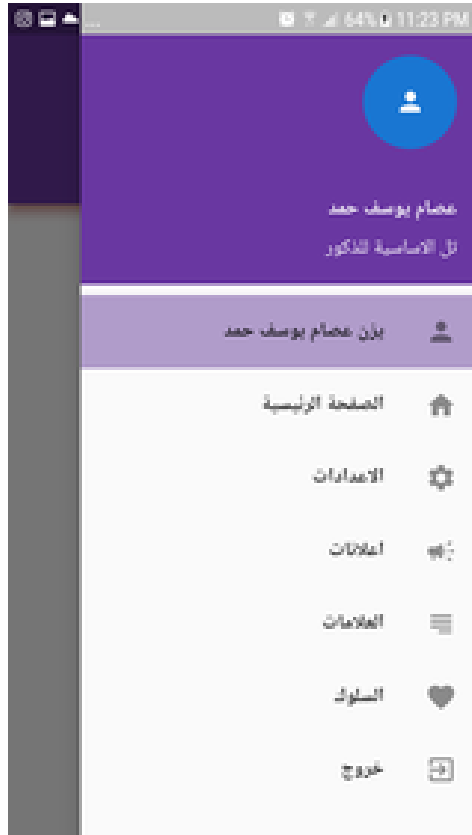 ... 64% 11:23 PM
عصام يوسف حمد
تل الاساسية للذكور
يزن عصام يوسف حمد
الصفحة الرئيسية
الاعدادات
اعلانات
العلامات
السلوك
خروج